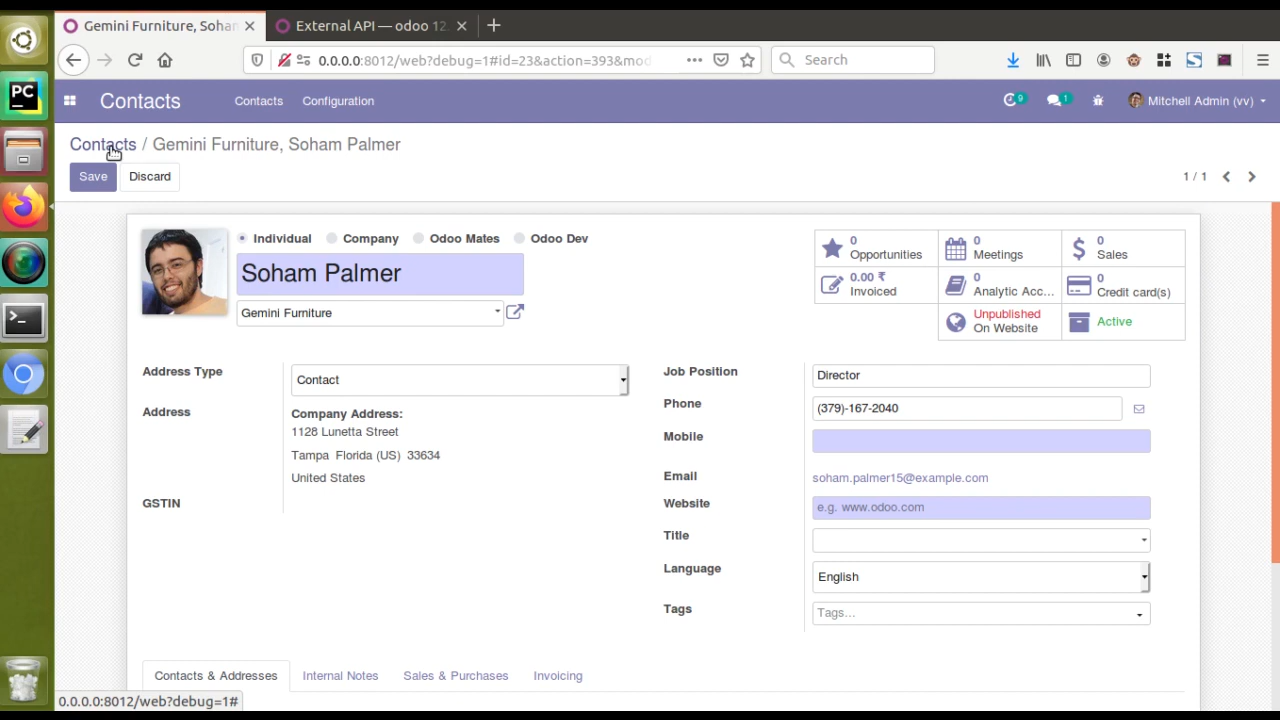 Gemini Furniture, Soha
External API — odoo 12.
0.0.0.0:8012/web?debug=1#id=23&action=393&mod
Search
PC
Contacts
Contacts
Configuration
9
1
Mitchell Admin (vv)
Contacts / Gemini Furniture, Soham Palmer
Save
Discard
1 / 1
Individual
Company
Odoo Mates
Odoo Dev
Soham Palmer
Gemini Furniture
0
Opportunities
0
Meetings
0
Sales
0.00 ₹
Invoiced
0
Analytic Acc...
0
Credit card(s)
Unpublished
On Website
Active
Address Type
Contact
Address
Company Address:
1128 Lunetta Street
Tampa Florida (US) 33634
United States
GSTIN
Job Position
Director
Phone
(379)-167-2040
Mobile
Email
soham.palmer15@example.com
Website
e.g. www.odoo.com
Title
Language
English
Tags
Tags...
Contacts & Addresses
Internal Notes
Sales & Purchases
Invoicing
0.0.0.0:8012/web?debug=1#